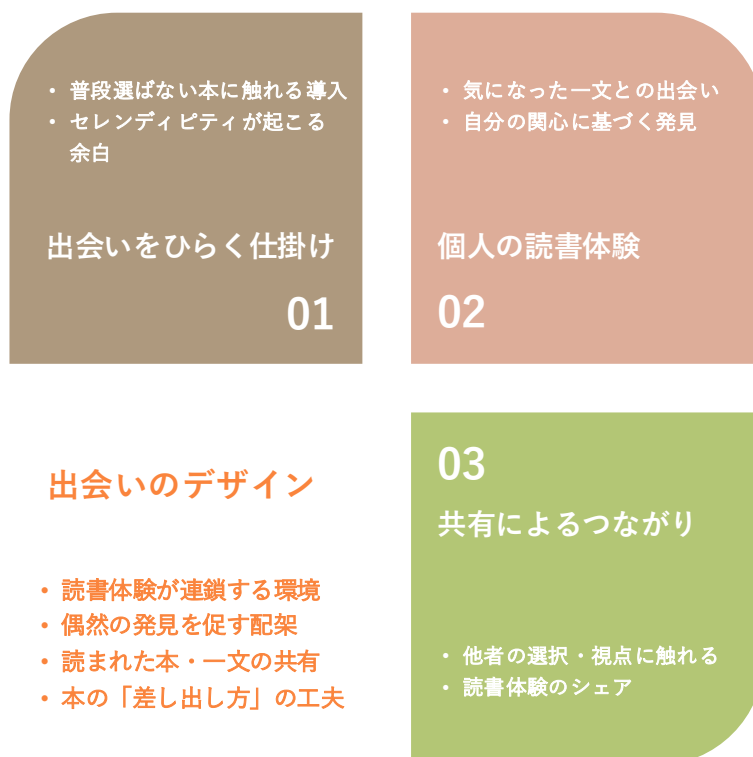 • 普段選ばない本に触れる導入
• セレンディピティが起こる
余白
出会いをひらく仕掛け
01
• 気になった一文との出会い
• 自分の関心に基づく発見
個人の読書体験
02
出会いのデザイン
• 読書体験が連鎖する環境
• 偶然の発見を促す配架
• 読まれた本・一文の共有
• 本の「差し出し方」の工夫
03
共有によるつながり
• 他者の選択・視点に触れる
• 読書体験のシェア